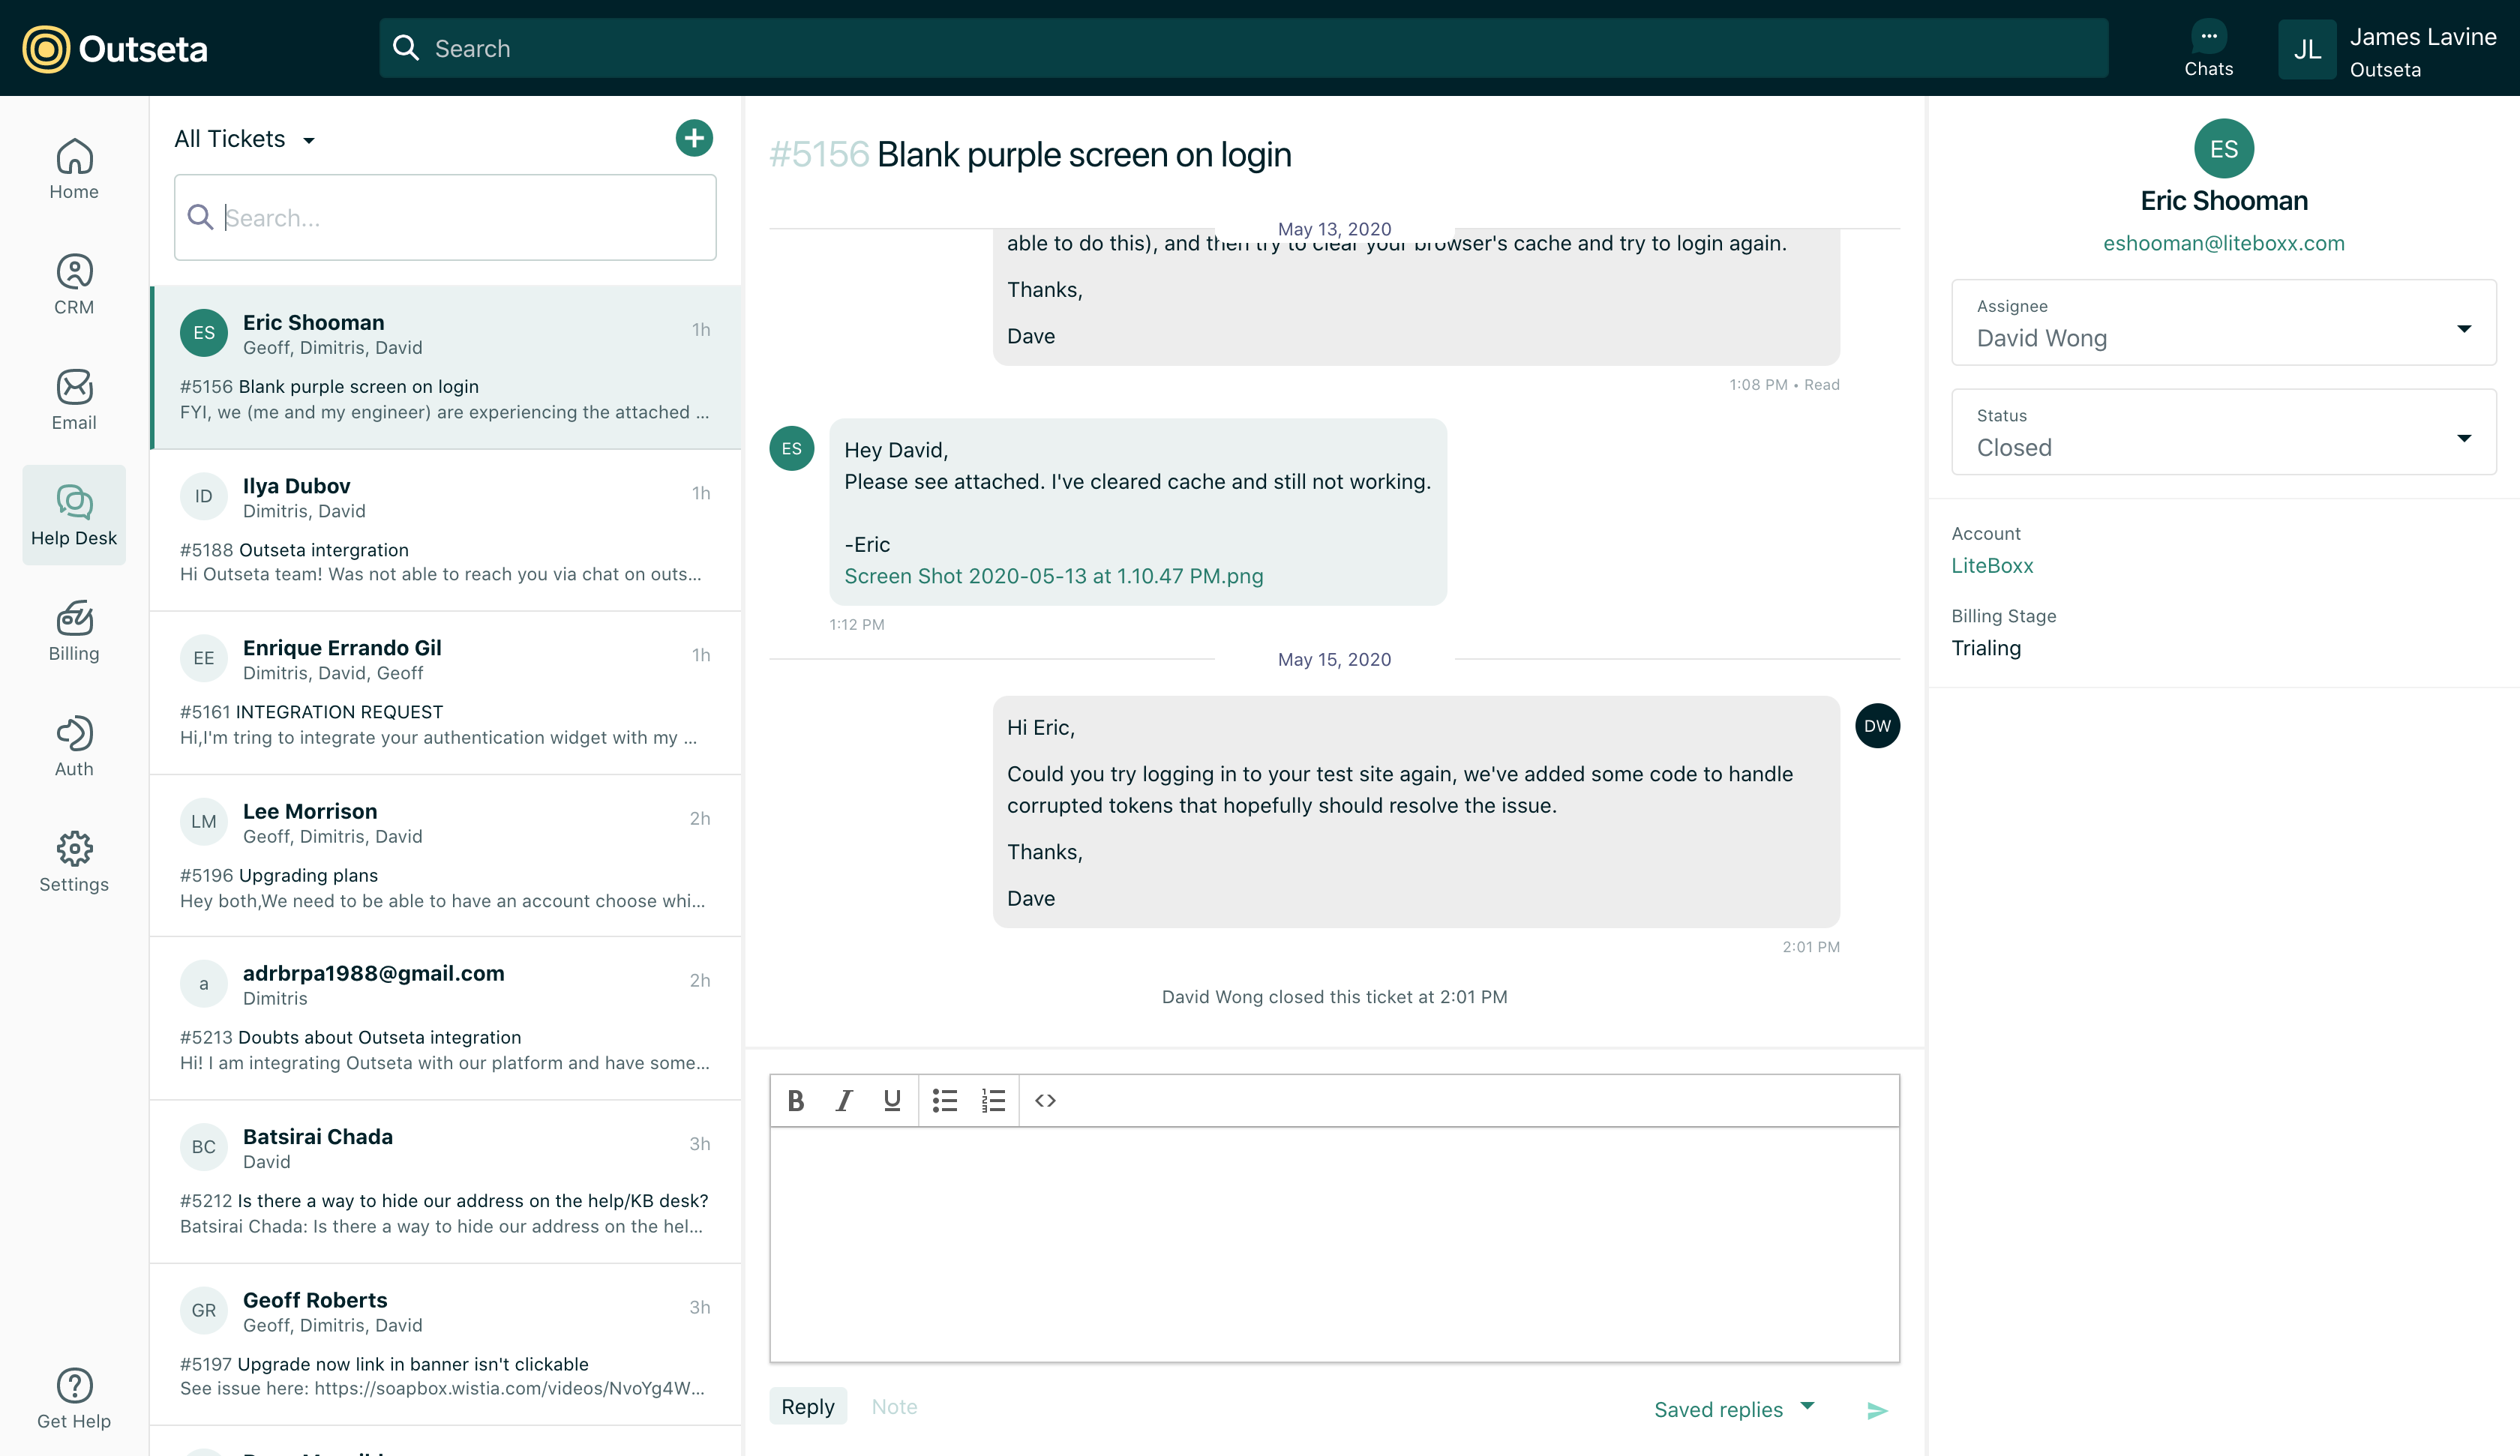 Outseta
Search
Chats
JL
James Lavine
Outseta
Home
CRM
Email
Help Desk
Billing
Auth
Settings
Get Help
All Tickets
Search...
ES
Eric Shooman
1h
Geoff, Dimitris, David
#5156 Blank purple screen on login
FYI, we (me and my engineer) are experiencing the attached ...
ID
Ilya Dubov
1h
Dimitris, David
#5188 Outseta intergration
Hi Outseta team! Was not able to reach you via chat on outs...
EE
Enrique Errando Gil
1h
Dimitris, David, Geoff
#5161 INTEGRATION REQUEST
Hi,I'm tring to integrate your authentication widget with my ...
LM
Lee Morrison
2h
Geoff, Dimitris, David
#5196 Upgrading plans
Hey both,We need to be able to have an account choose whi...
a
adrbrpa1988@gmail.com
2h
Dimitris
#5213 Doubts about Outseta integration
Hi! I am integrating Outseta with our platform and have some...
BC
Batsirai Chada
3h
David
#5212 Is there a way to hide our address on the help/KB desk?
Batsirai Chada: Is there a way to hide our address on the hel...
GR
Geoff Roberts
3h
Geoff, Dimitris, David
#5197 Upgrade now link in banner isn't clickable
See issue here: https://soapbox.wistia.com/videos/NvoYg4W...
#5156 Blank purple screen on login
May 13, 2020
able to do this), and then try to clear your browser's cache and try to login again.
Thanks,
Dave
1:08 PM • Read
ES
Hey David,
Please see attached. I've cleared cache and still not working.
-Eric
Screen Shot 2020-05-13 at 1.10.47 PM.png
1:12 PM
May 15, 2020
DW
Hi Eric,
Could you try logging in to your test site again, we've added some code to handle
corrupted tokens that hopefully should resolve the issue.
Thanks,
Dave
2:01 PM
David Wong closed this ticket at 2:01 PM
B I U <>
Reply
Note
Saved replies
ES
Eric Shooman
eshooman@liteboxx.com
Assignee
David Wong
Status
Closed
Account
LiteBoxx
Billing Stage
Trialing